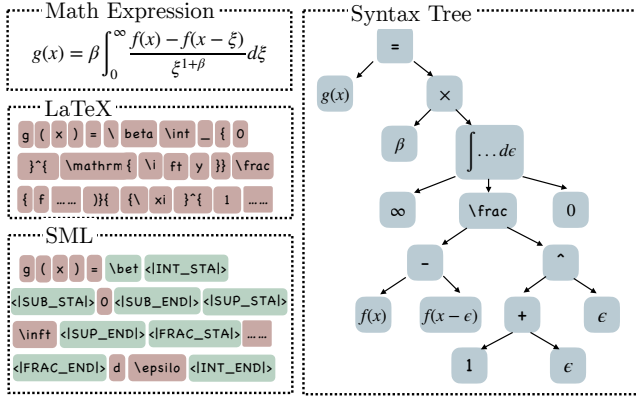 Math Expression
g(x) = β ∫₀^∞ f(x) − f(x − ξ) / ξ^{1+β} dξ
LaTeX
g ( x ) = \ beta \int _ { 0
}^{ \mathrm { \i ft y }} \frac
{ f …… )}{ {\ xi }^{ 1 ……
SML
g ( x ) = \bet <|INT_STA|>
<|SUB_STA|> 0 <|SUB_END|> <|SUP_STA|>
\inft <|SUP_END|> <|FRAC_STA|> ……
<|FRAC_END|> d \epsilo <|INT_END|>
Syntax Tree
=
g(x) ×
β ∫ … dϵ
∞ \frac 0
- ^
f(x) f(x − ϵ) + ϵ
1 ϵ